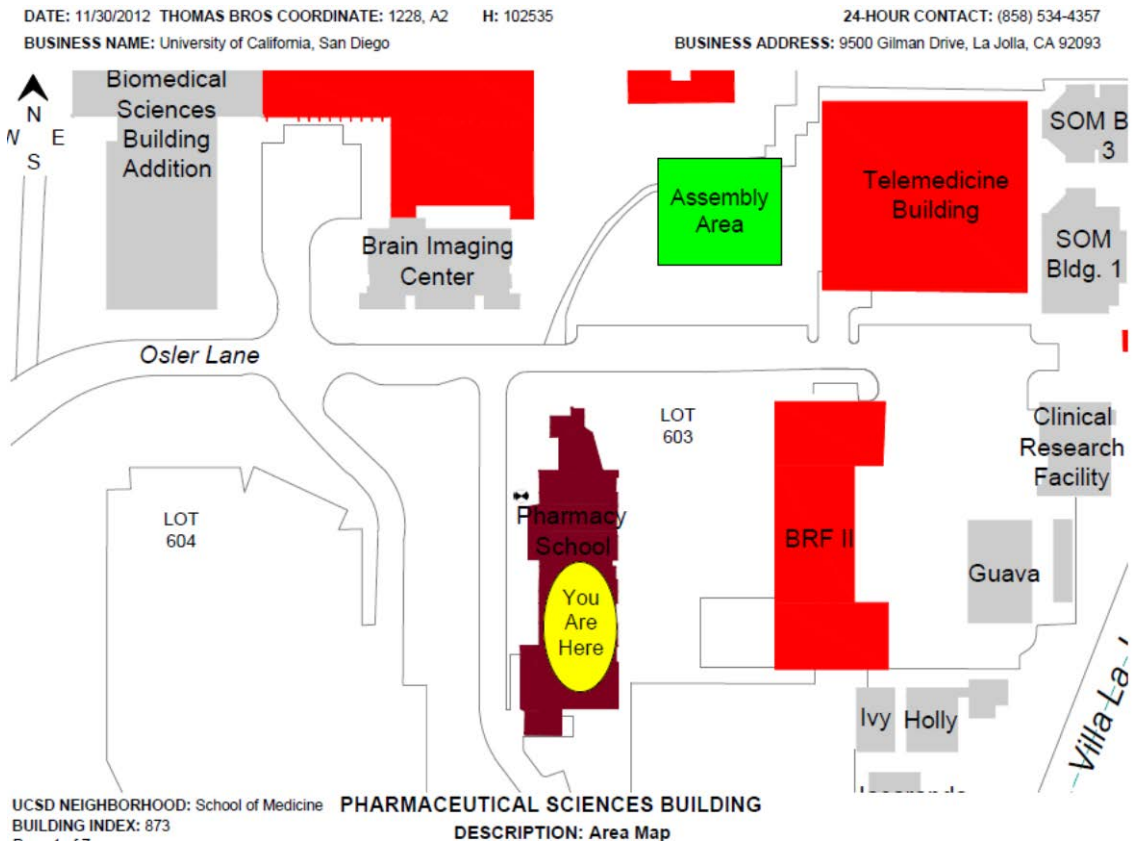 DATE: 11/30/2012 THOMAS BROS COORDINATE: 1228, A2 H: 102535 24-HOUR CONTACT: (858) 534-4357
BUSINESS NAME: University of California, San Diego BUSINESS ADDRESS: 9500 Gilman Drive, La Jolla, CA 92093
N
W E
S
Biomedical
Sciences
Building
Addition
Brain Imaging
Center
Assembly
Area
Telemedicine
Building
SOM B
3
SOM
Bldg. 1
Osler Lane
LOT
603
Clinical
Research
Facility
LOT
604
Pharmacy
School
BRF II
Guava
You
Are
Here
Ivy
Holly
Villa-La-
UCSD NEIGHBORHOOD: School of Medicine
BUILDING INDEX: 873
PHARMACEUTICAL SCIENCES BUILDING
DESCRIPTION: Area Map